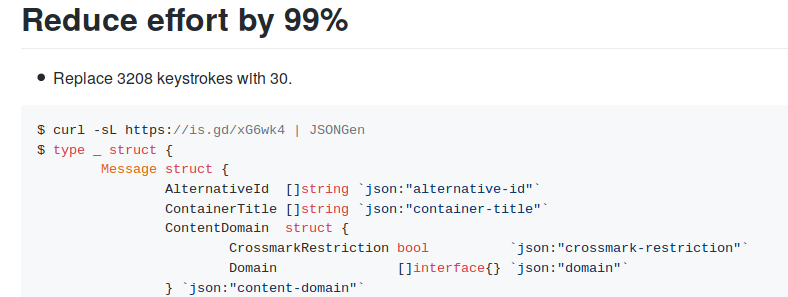 Reduce effort by 99%
• Replace 3208 keystrokes with 30.
$ curl -sL https://is.gd/xG6wk4 | JSONGen
$ type _ struct {
        Message struct {
                AlternativeId  []string `json:"alternative-id"`
                ContainerTitle []string `json:"container-title"`
                ContentDomain  struct {
                        CrossmarkRestriction bool          `json:"crossmark-restriction"`
                        Domain               []interface{} `json:"domain"`
                } `json:"content-domain"`